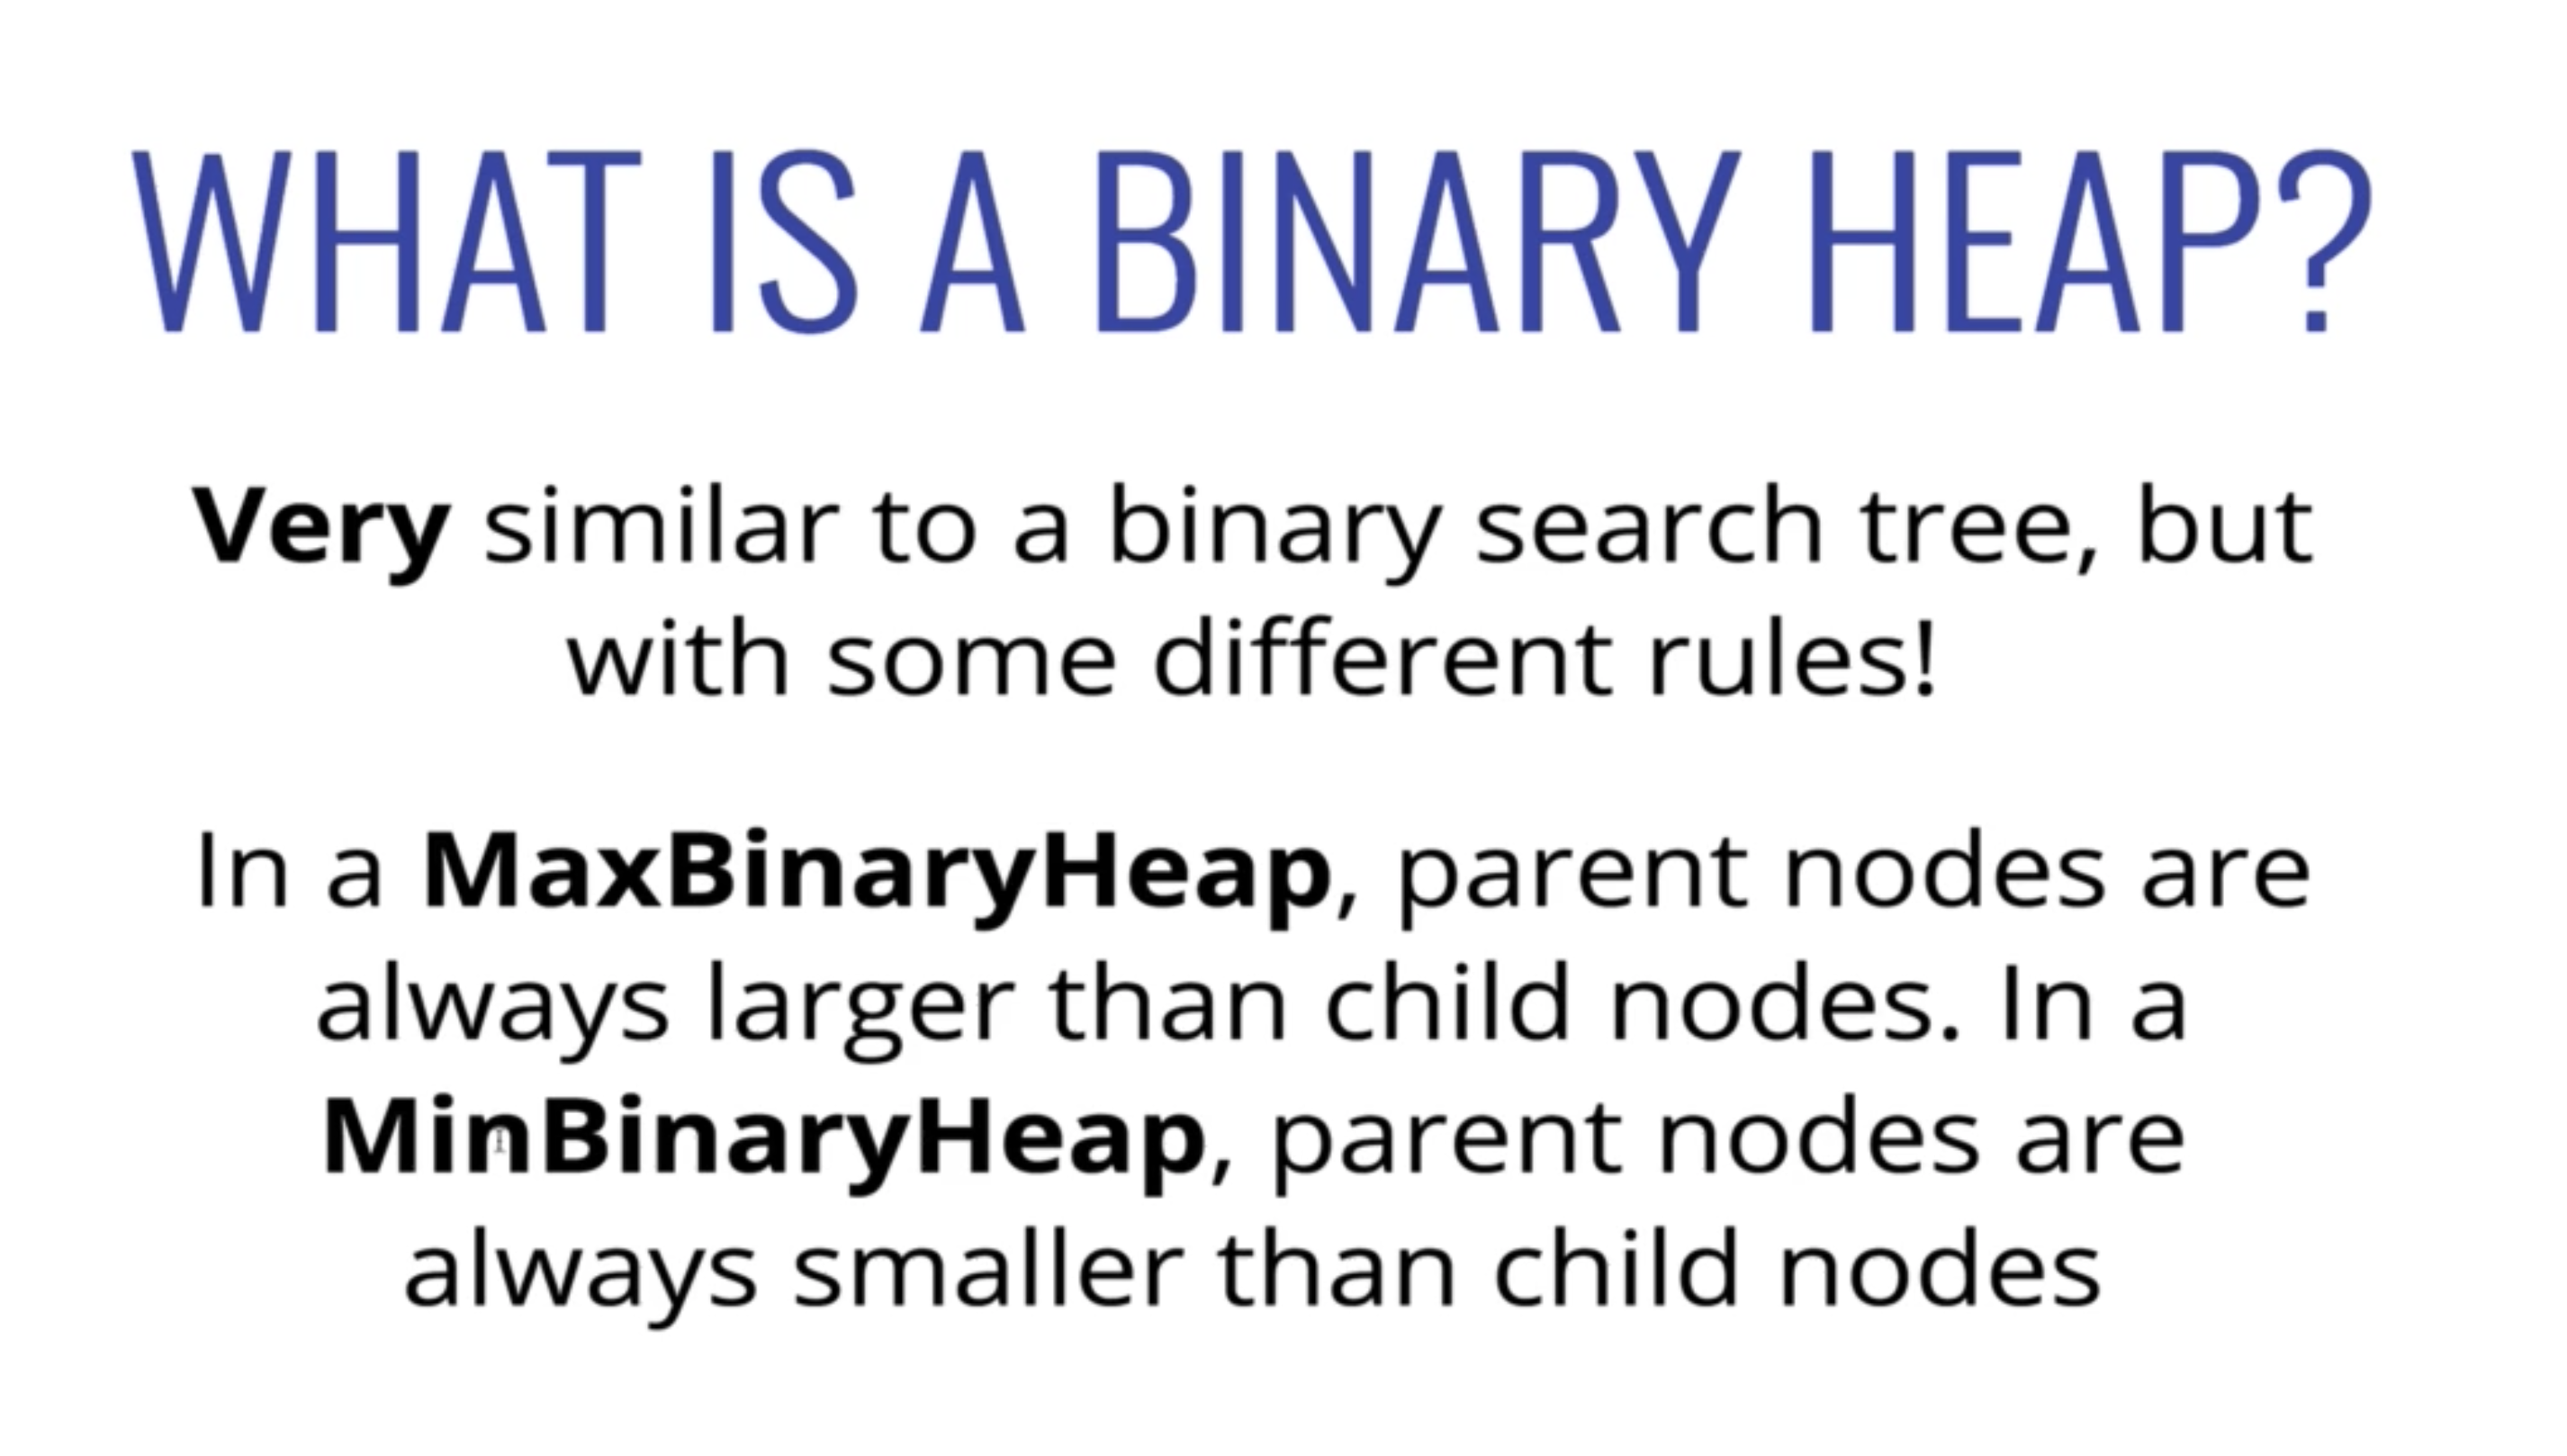 WHAT IS A BINARY HEAP?
Very similar to a binary search tree, but
with some different rules!
In a MaxBinaryHeap, parent nodes are
always larger than child nodes. In a
MinBinaryHeap, parent nodes are
always smaller than child nodes